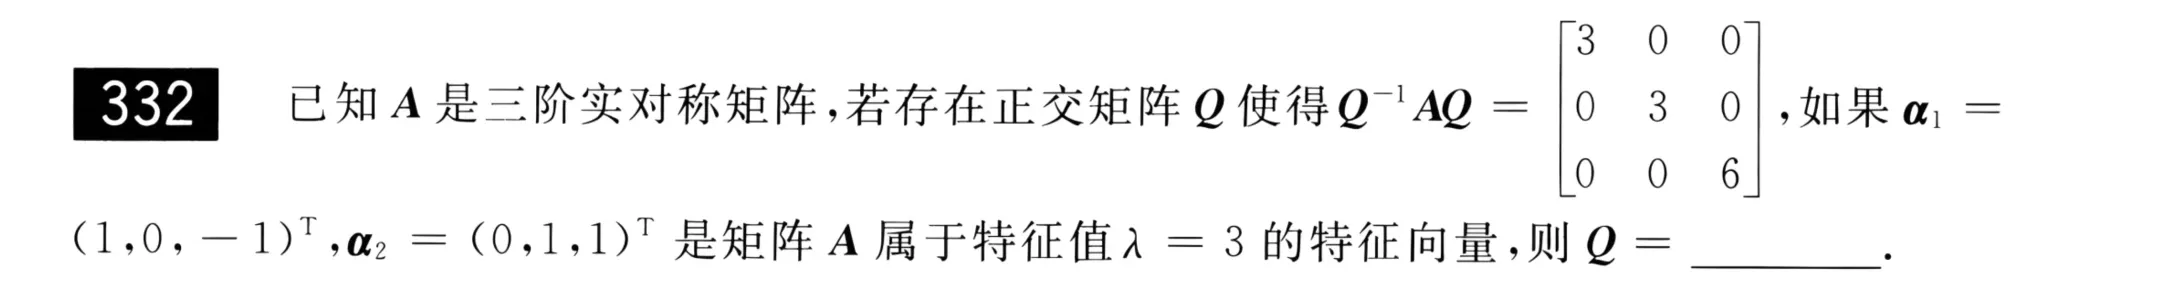 332 已知 A 是三阶实对称矩阵,若存在正交矩阵 Q 使得 Q⁻¹AQ = [3 0 0; 0 3 0; 0 0 6],如果 α₁ =
(1,0,-1)ᵀ,α₂ = (0,1,1)ᵀ 是矩阵 A 属于特征值 λ = 3 的特征向量,则 Q = ______.